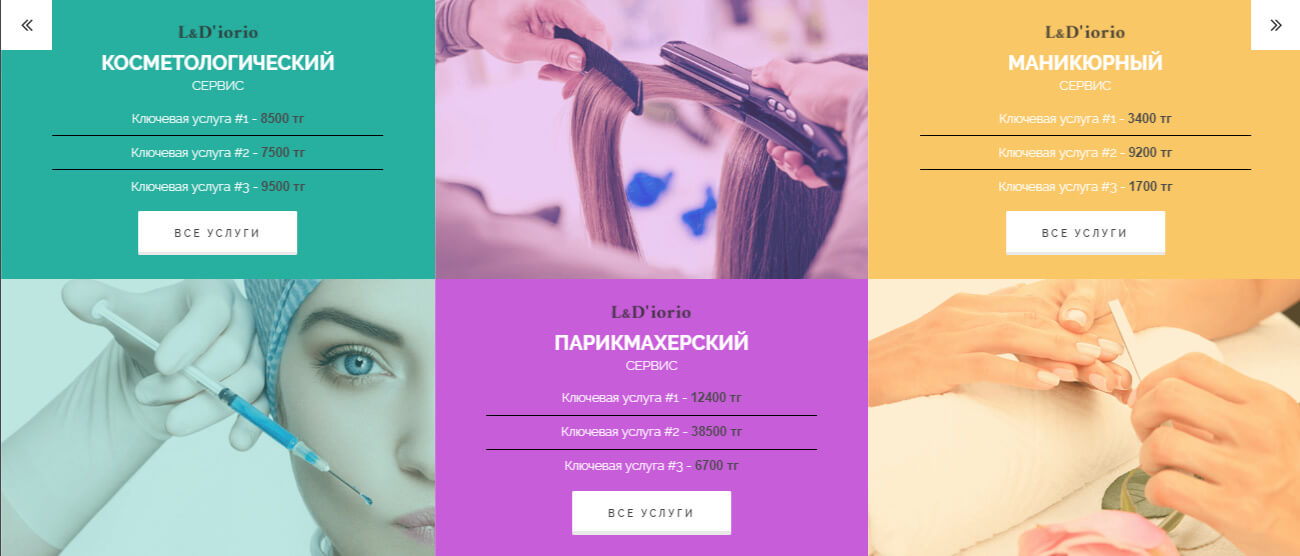 L&D'iorio
КОСМЕТОЛОГИЧЕСКИЙ
СЕРВИС
Ключевая услуга #1 - 8500 тг
Ключевая услуга #2 - 7500 тг
Ключевая услуга #3 - 9500 тг
ВСЕ УСЛУГИ
L&D'iorio
МАНИКЮРНЫЙ
СЕРВИС
Ключевая услуга #1 - 3400 тг
Ключевая услуга #2 - 9200 тг
Ключевая услуга #3 - 1700 тг
ВСЕ УСЛУГИ
L&D'iorio
ПАРИКМАХЕРСКИЙ
СЕРВИС
Ключевая услуга #1 - 12400 тг
Ключевая услуга #2 - 38500 тг
Ключевая услуга #3 - 6700 тг
ВСЕ УСЛУГИ